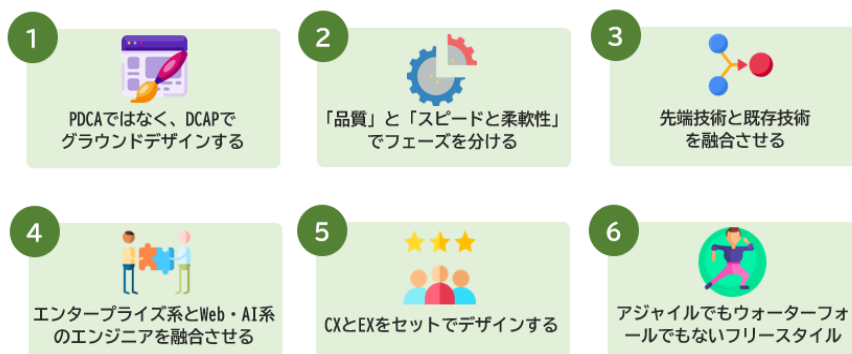 1
PDCAではなく、DCAPで
グラウンドデザインする
2
「品質」と「スピードと柔軟性」
でフェーズを分ける
3
先端技術と既存技術
を融合させる
4
エンタープライズ系とWeb・AI系
のエンジニアを融合させる
5
CXとEXをセットでデザインする
6
アジャイルでもウォーターフォ
ールでもないフリースタイル